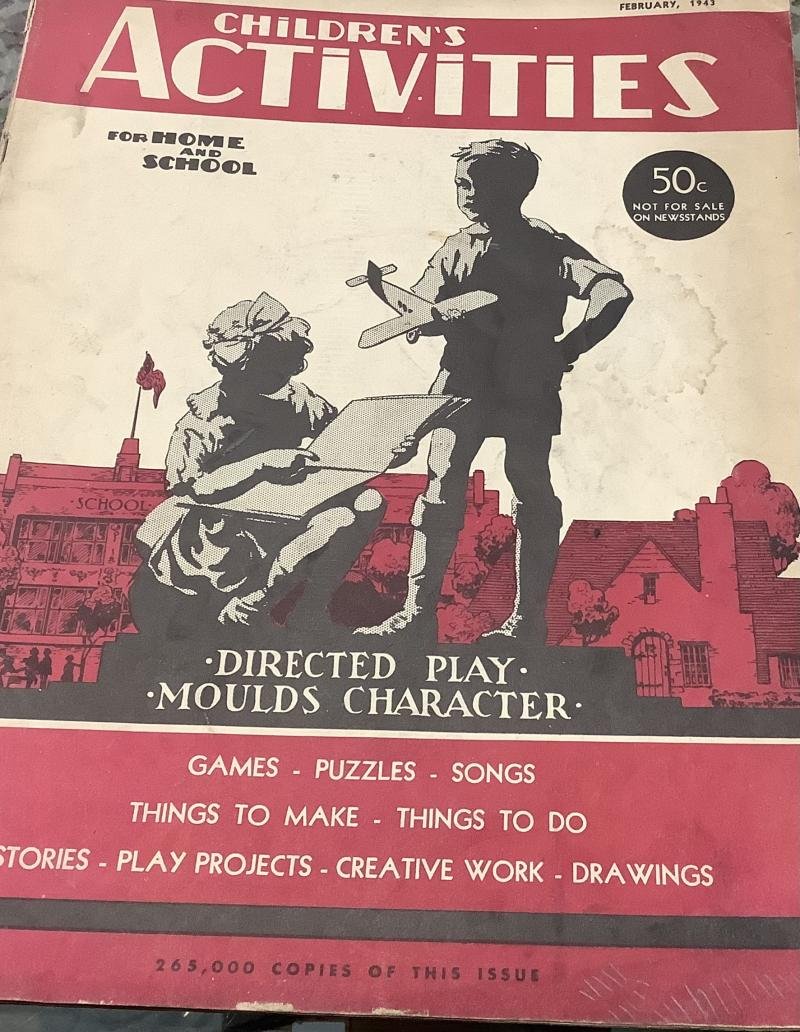 FEBRUARY, 1943
CHILDREN'S
ACTIVITIES
FOR HOME
AND
SCHOOL
50c
NOT FOR SALE
ON NEWSSTANDS
SCHOOL
·DIRECTED PLAY·
·MOULDS CHARACTER·
GAMES - PUZZLES - SONGS
THINGS TO MAKE - THINGS TO DO
STORIES - PLAY PROJECTS - CREATIVE WORK - DRAWINGS
265,000 COPIES OF THIS ISSUE